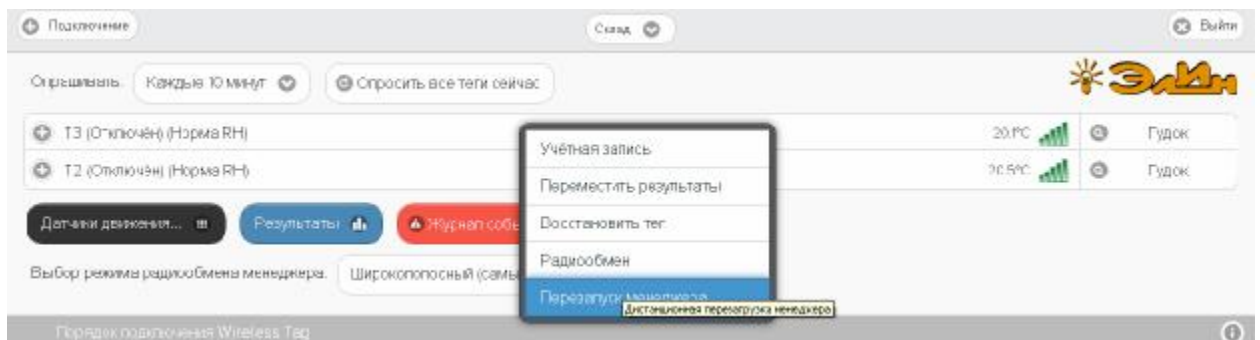 Подключение
Склад
Выйти
Опрашивать:
Каждые 10 минут
Опросить все теги сейчас
ЭлИн
Т3 (Отключён) (Норма RH)
20.1°C
Гудок
Т2 (Отключён) (Норма RH)
20.5°C
Гудок
Датчики движения...
Результаты
Журнал собы
Выбор режима радиообмена менеджера:
Широкополосный (самы
Учётная запись
Переместить результаты
Восстановить тег
Радиообмен
Перезапуск менеджера
Дистанционная перезагрузка менеджера
Порядок подключения Wireless Tag